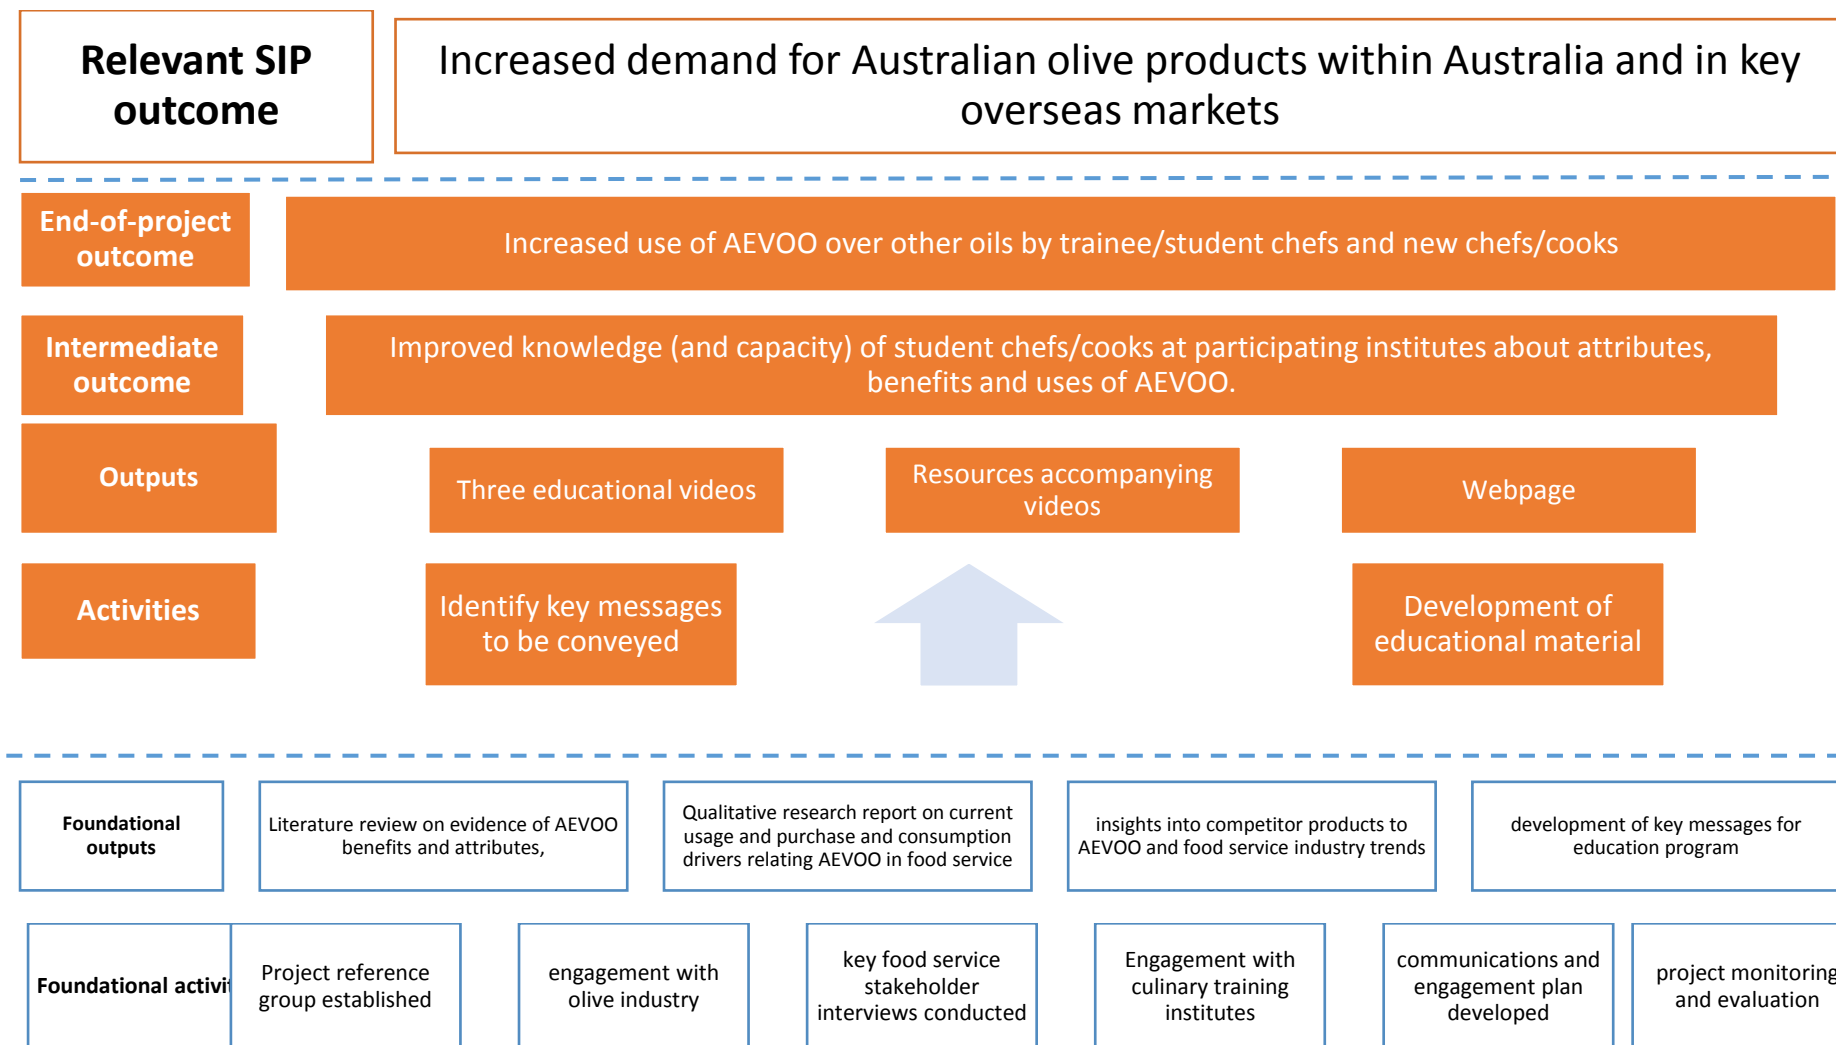 Relevant SIP
outcome
Increased demand for Australian olive products within Australia and in key
overseas markets
End-of-project
outcome
Increased use of AEVOO over other oils by trainee/student chefs and new chefs/cooks
Intermediate
outcome
Improved knowledge (and capacity) of student chefs/cooks at participating institutes about attributes,
benefits and uses of AEVOO.
Outputs
Three educational videos
Resources accompanying
videos
Webpage
Activities
Identify key messages
to be conveyed
Development of
educational material
Foundational
outputs
Literature review on evidence of AEVOO
benefits and attributes,
Qualitative research report on current
usage and purchase and consumption
drivers relating AEVOO in food service
insights into competitor products to
AEVOO and food service industry trends
development of key messages for
education program
Foundational activit
Project reference
group established
engagement with
olive industry
key food service
stakeholder
interviews conducted
Engagement with
culinary training
institutes
communications and
engagement plan
developed
project monitoring
and evaluation